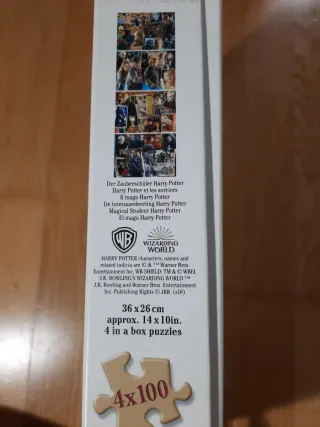 Der Zauberschüler Harry Potter
Harry Potter et les sorciers
Il mago Harry Potter
De tovenaarsleerling Harry Potter
Magical Student Harry Potter
El mago Harry Potter
WB
WIZARDING
WORLD
HARRY POTTER characters, names and
related indicia are © & ™ Warner Bros.
Entertainment Inc. WB SHIELD: TM & © WBEI.
J.K. ROWLING'S WIZARDING WORLD ™
J.K. Rowling and Warner Bros. Entertainment
Inc. Publishing Rights © JKR. (s18)
36 x 26 cm
approx. 14 x 10in.
4 in a box puzzles
4x100